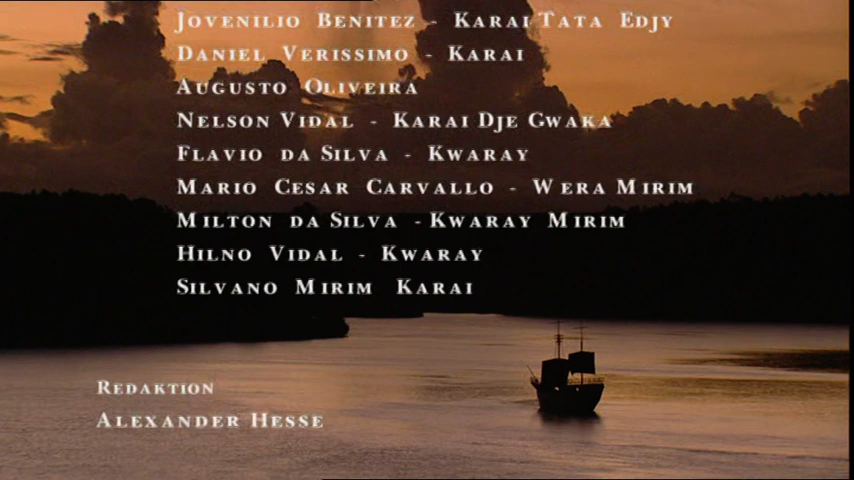 JOVENILIO BENITEZ - KARAI TATA EDJY
DANIEL VERISSIMO - KARAI
AUGUSTO OLIVEIRA
NELSON VIDAL - KARAI DJE GWAKA
FLAVIO DA SILVA - KWARAY
MARIO CESAR CARVALLO - WERA MIRIM
MILTON DA SILVA - KWARAY MIRIM
HILNO VIDAL - KWARAY
SILVANO MIRIM KARAI
REDAKTION
ALEXANDER HESSE